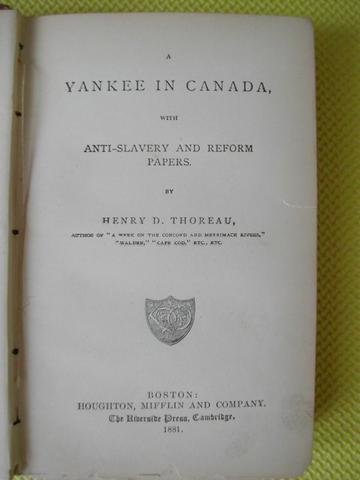 A
YANKEE IN CANADA,
WITH
ANTI-SLAVERY AND REFORM
PAPERS.
BY
HENRY D. THOREAU,
AUTHOR OF "A WEEK ON THE CONCORD AND MERRIMACK RIVERS,"
"WALDEN," "CAPE COD," ETC., ETC.
BOSTON:
HOUGHTON, MIFFLIN AND COMPANY.
The Riverside Press, Cambridge.
1881.